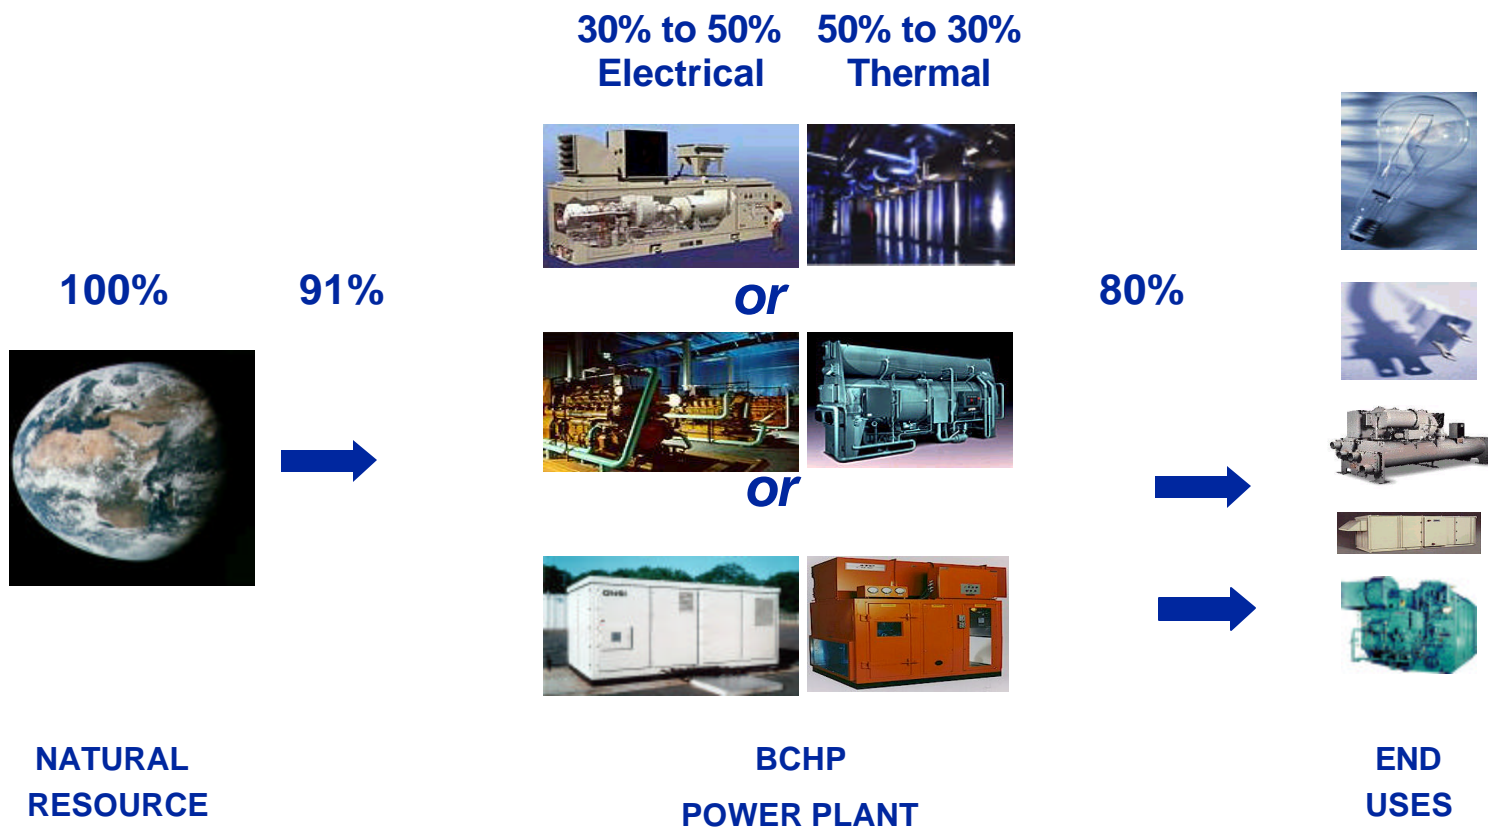 30% to 50%
Electrical
50% to 30%
Thermal
100%
91%
or
80%
or
NATURAL
RESOURCE
BCHP
POWER PLANT
END
USES